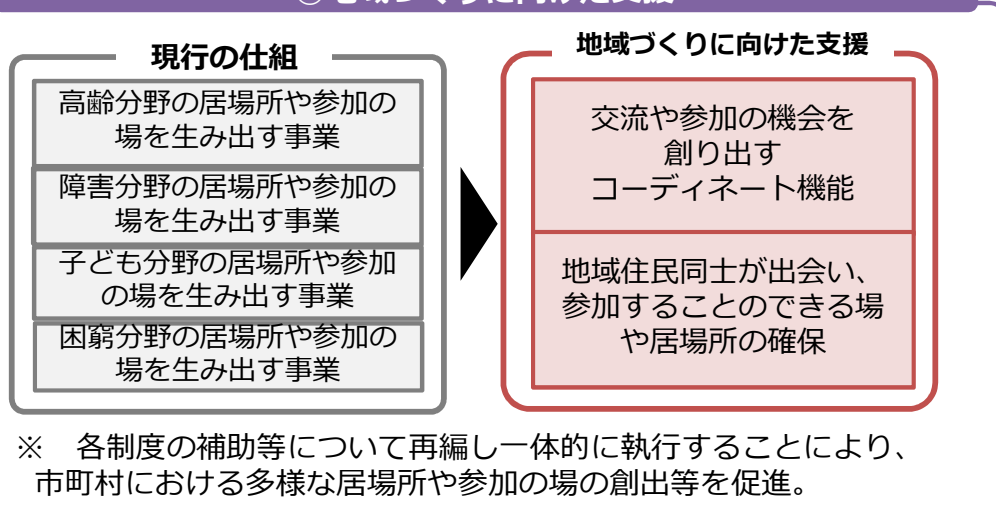 現行の仕組
高齢分野の居場所や参加の
場を生み出す事業
障害分野の居場所や参加の
場を生み出す事業
子ども分野の居場所や参加
の場を生み出す事業
困窮分野の居場所や参加の
場を生み出す事業
地域づくりに向けた支援
交流や参加の機会を
創り出す
コーディネート機能
地域住民同士が出会い、
参加することのできる場
や居場所の確保
※　各制度の補助等について再編し一体的に執行することにより、
市町村における多様な居場所や参加の場の創出等を促進。